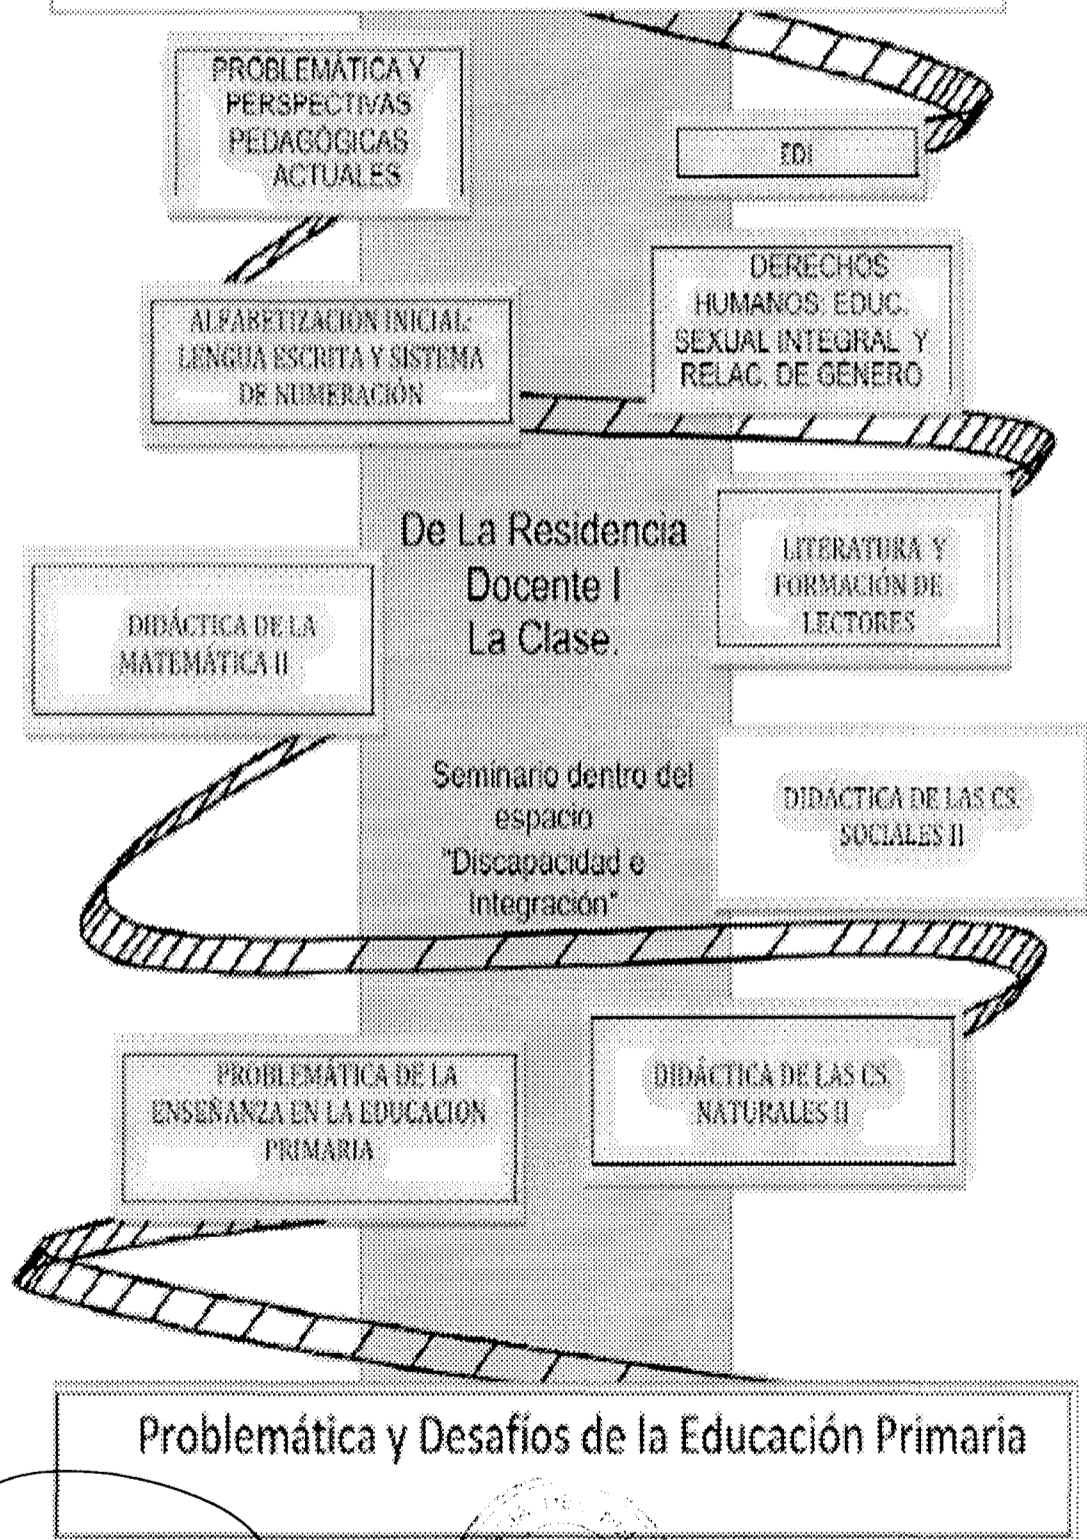 PROBLEMÁTICA Y
PERSPECTIVAS
PEDAGÓGICAS
ACTUALES
EDI
DERECHOS
HUMANOS. EDUC.
SEXUAL INTEGRAL Y
RELAC. DE GENERO
ALFABETIZACION INICIAL:
LENGUA ESCRITA Y SISTEMA
DE NUMERACIÓN
De La Residencia
Docente I
La Clase.
LITERATURA Y
FORMACIÓN DE
LECTORES
DIDÁCTICA DE LA
MATEMÁTICA II
Seminario dentro del
espacio
"Discapacidad e
Integración"
DIDÁCTICA DE LAS CS.
SOCIALES II
PROBLEMÁTICA DE LA
ENSEÑANZA EN LA EDUCACION
PRIMARIA
DIDÁCTICA DE LAS CS.
NATURALES II
Problemática y Desafíos de la Educación Primaria